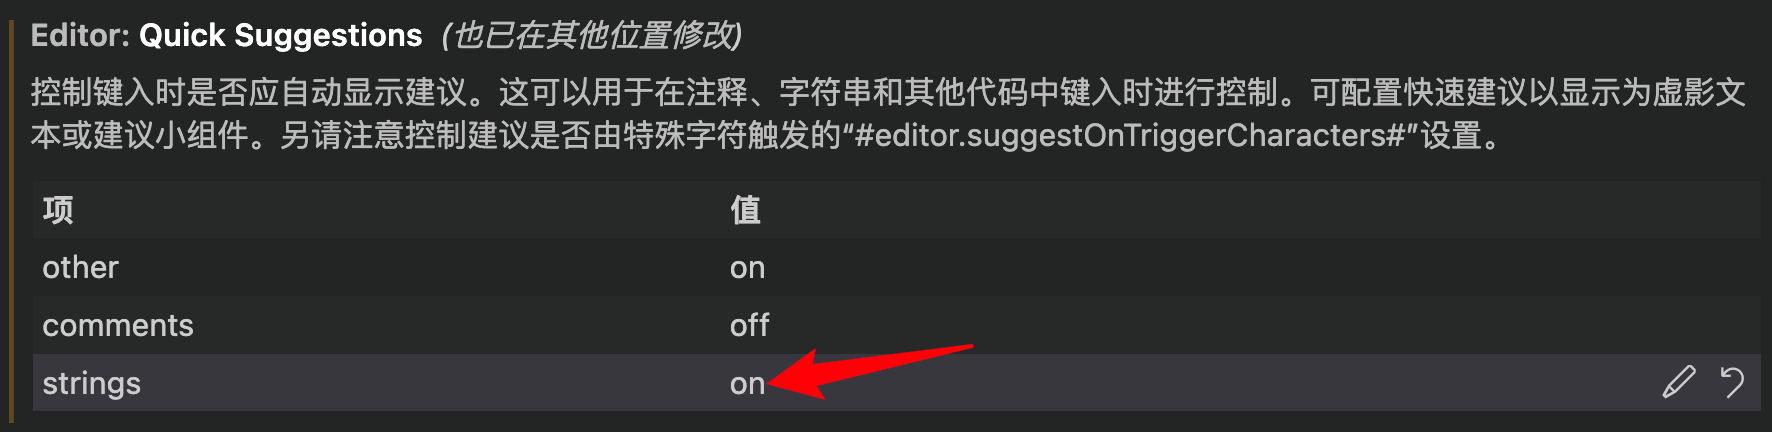 Editor: Quick Suggestions (也已在其他位置修改)
控制键入时是否应自动显示建议。这可以用于在注释、字符串和其他代码中键入时进行控制。可配置快速建议以显示为虚影文
本或建议小组件。另请注意控制建议是否由特殊字符触发的“#editor.suggestOnTriggerCharacters#”设置。
项 值
other on
comments off
strings on